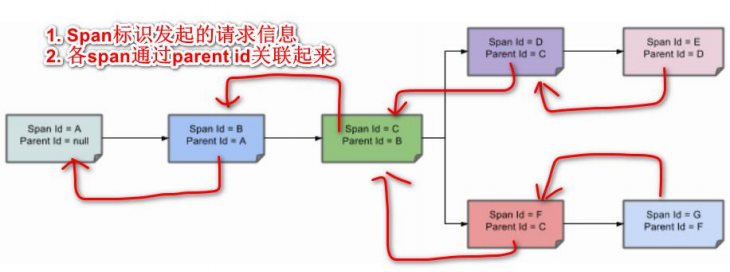 1. Span标识发起的请求信息
2. 各span通过parent id关联起来
Span Id = A
Parent Id = null
Span Id = B
Parent Id = A
Span Id = C
Parent Id = B
Span Id = D
Parent Id = C
Span Id = E
Parent Id = D
Span Id = F
Parent Id = C
Span Id = G
Parent Id = F